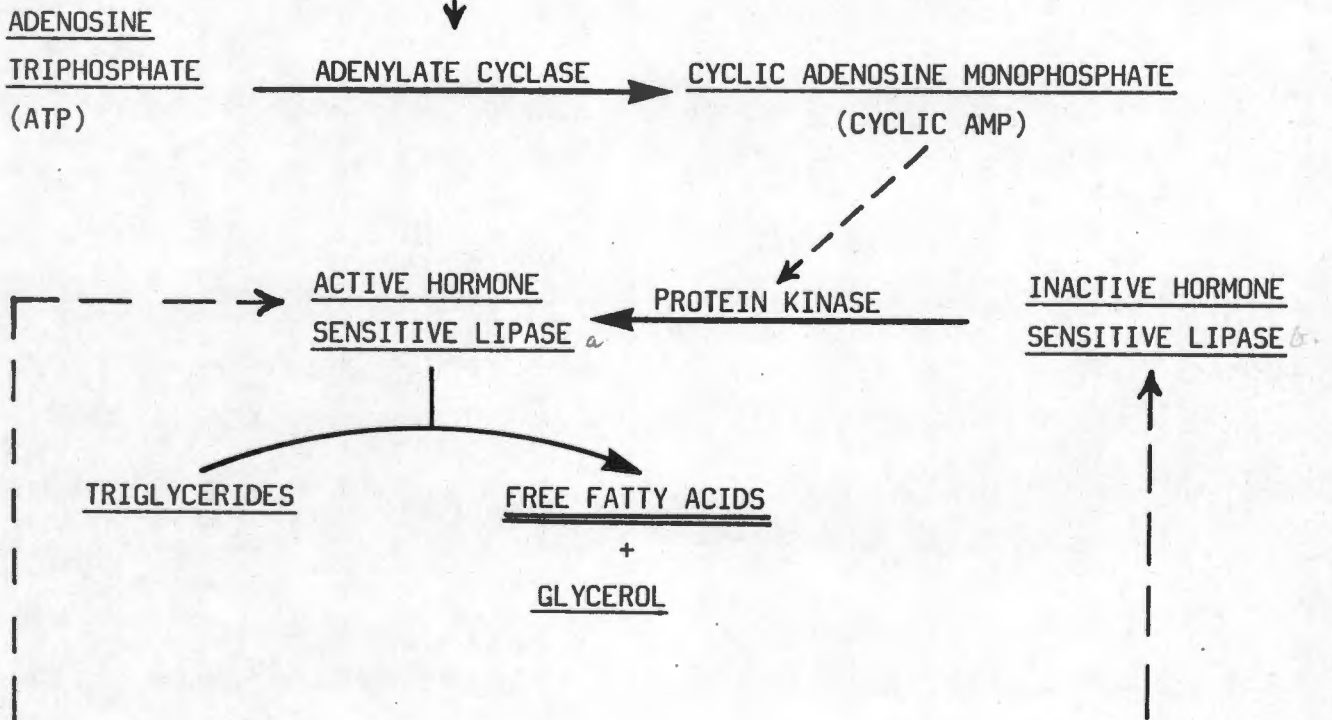 ADENOSINE
TRIPHOSPHATE
(ATP)
ADENYLATE CYCLASE
CYCLIC ADENOSINE MONOPHOSPHATE
(CYCLIC AMP)
ACTIVE HORMONE
SENSITIVE LIPASE a
PROTEIN KINASE
INACTIVE HORMONE
SENSITIVE LIPASE
TRIGLYCERIDES
FREE FATTY ACIDS
+
GLYCEROL